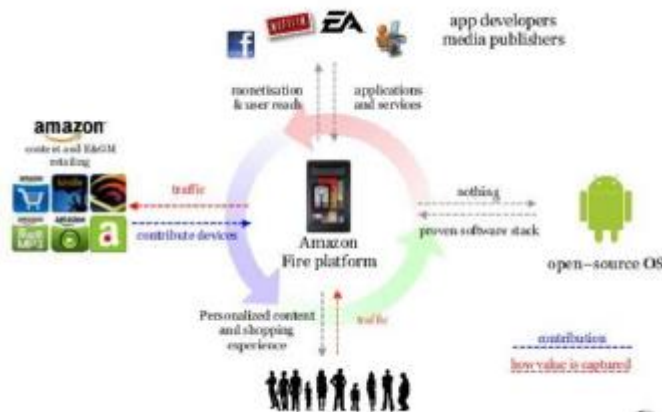 NETFLIX
EA
f
app developers
media publishers
monetisation
& user reach
applications
and services
amazon
content and E&GM
retailing
traffic
contribute devices
Amazon
Fire platform
nothing
proven software stack
open-source OS
Personalized content
and shopping
experience
traffic
contribution
how value is captured